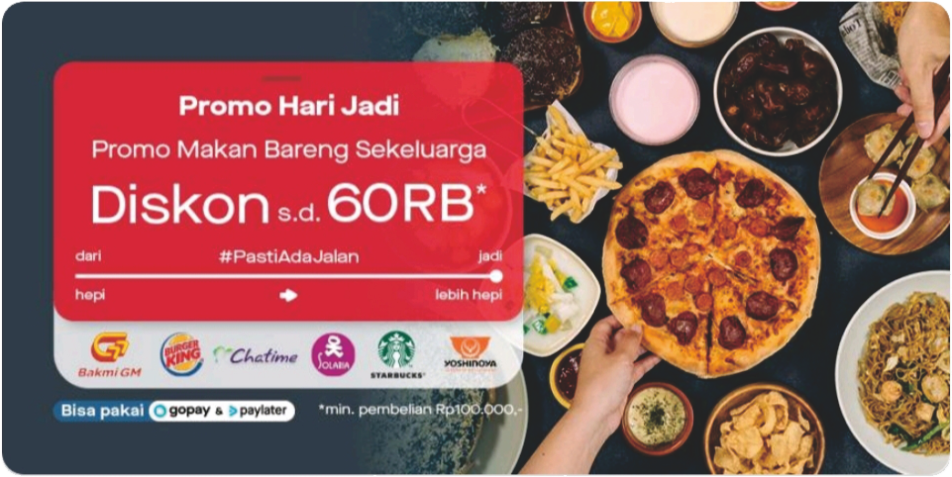 Promo Hari Jadi
Promo Makan Bareng Sekeluarga
Diskon s.d. 60RB*
dari #PastiAdaJalan jadi
hepi lebih hepi
Bakmi GM
BURGER KING
Chatime
SOLARIA
STARBUCKS
YOSHINOYA
Bisa pakai gopay & paylater *min. pembelian Rp100.000,-